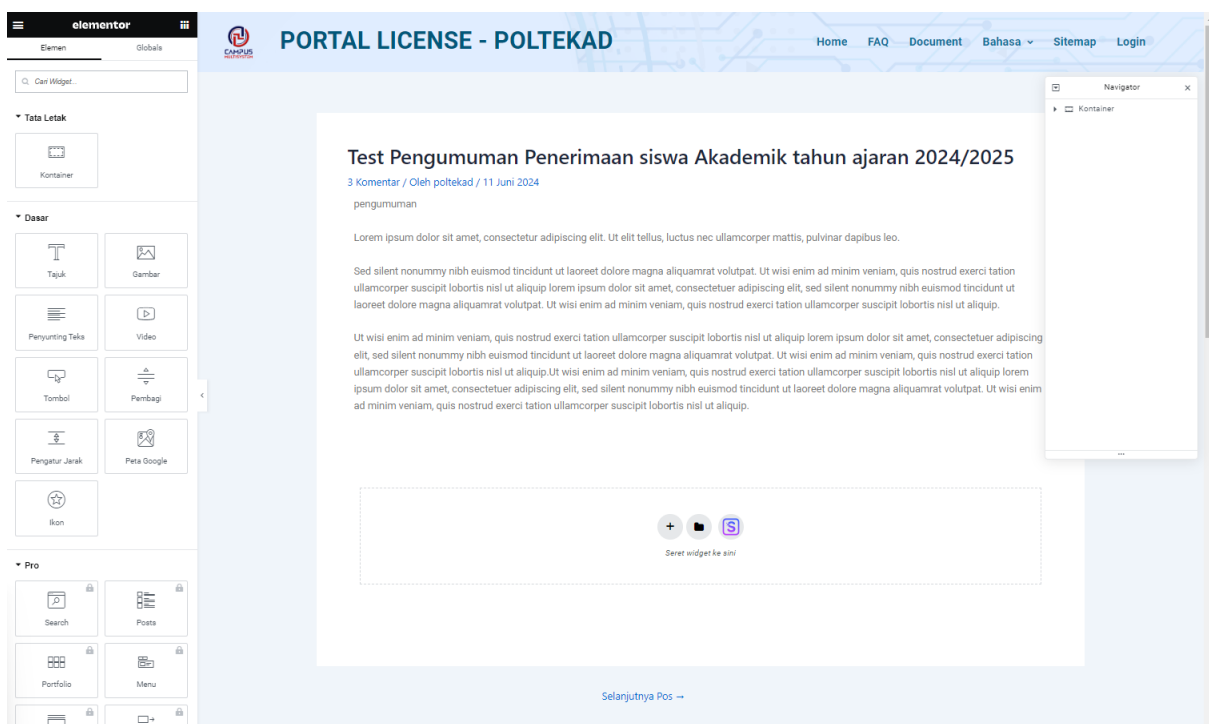 elementor
Elemen
Globals
Cari Widget...
Tata Letak
Kontainer
Dasar
Tajuk
Gambar
Penyunting Teks
Video
Tombol
Pembagi
Pengatur Jarak
Peta Google
Ikon
Pro
Search
Posts
Portfolio
Menu
CAMPUS
PORTAL LICENSE - POLTEKAD
Home
FAQ
Document
Bahasa
Sitemap
Login
Navigator
Kontainer
Test Pengumuman Penerimaan siswa Akademik tahun ajaran 2024/2025
3 Komentar / Oleh poltekad / 11 Juni 2024
pengumuman
Lorem ipsum dolor sit amet, consectetur adipiscing elit. Ut elit tellus, luctus nec ullamcorper mattis, pulvinar dapibus leo.
Sed silent nonummy nibh euismod tincidunt ut laoreet dolore magna aliquamrat volutpat. Ut wisi enim ad minim veniam, quis nostrud exerci tation
ullamcorper suscipit lobortis nisl ut aliquip lorem ipsum dolor sit amet, consectetuer adipiscing elit, sed silent nonummy nibh euismod tincidunt ut
laoreet dolore magna aliquamrat volutpat. Ut wisi enim ad minim veniam, quis nostrud exerci tation ullamcorper suscipit lobortis nisl ut aliquip.
Ut wisi enim ad minim veniam, quis nostrud exerci tation ullamcorper suscipit lobortis nisl ut aliquip lorem ipsum dolor sit amet, consectetuer adipiscing
elit, sed silent nonummy nibh euismod tincidunt ut laoreet dolore magna aliquamrat volutpat. Ut wisi enim ad minim veniam, quis nostrud exerci tation
ullamcorper suscipit lobortis nisl ut aliquip.Ut wisi enim ad minim veniam, quis nostrud exerci tation ullamcorper suscipit lobortis nisl ut aliquip lorem
ipsum dolor sit amet, consectetuer adipiscing elit, sed silent nonummy nibh euismod tincidunt ut laoreet dolore magna aliquamrat volutpat. Ut wisi enim
ad minim veniam, quis nostrud exerci tation ullamcorper suscipit lobortis nisl ut aliquip.
Seret widget ke sini
Selanjutnya Pos →